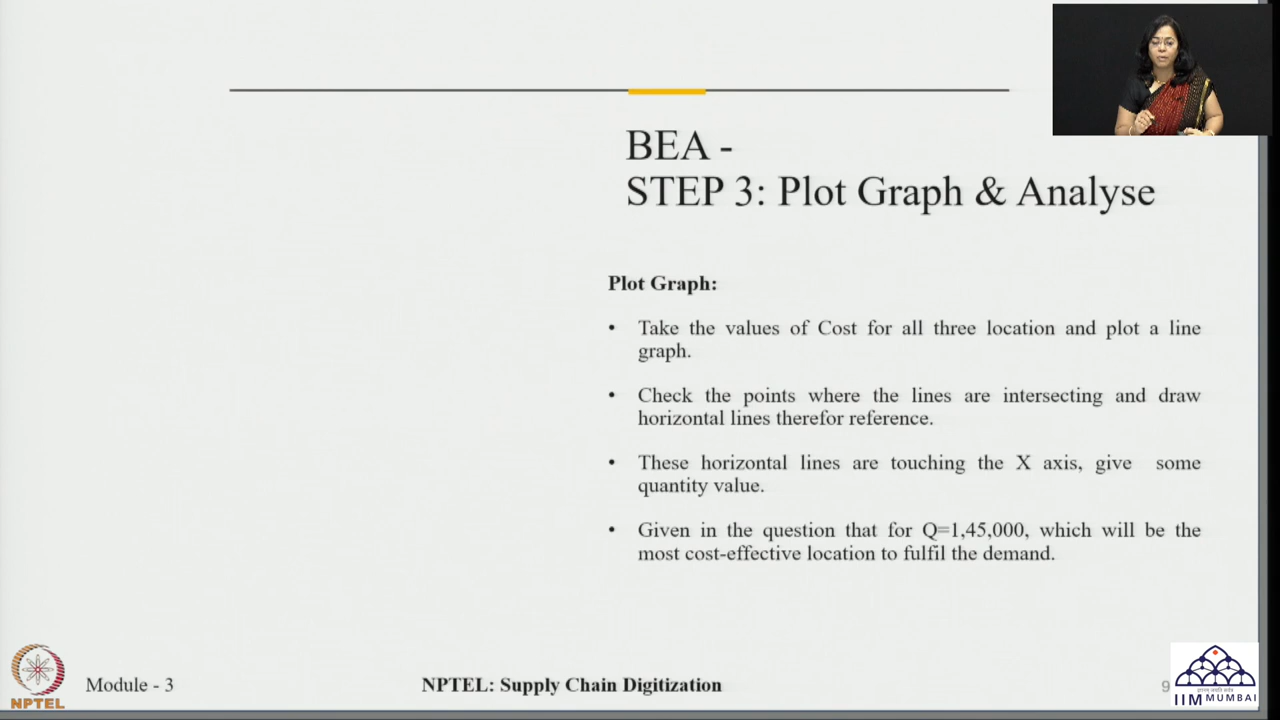 BEA -
STEP 3: Plot Graph & Analyse
Plot Graph:
• Take the values of Cost for all three location and plot a line
graph.
• Check the points where the lines are intersecting and draw
horizontal lines therefor reference.
• These horizontal lines are touching the X axis, give some
quantity value.
• Given in the question that for Q=1,45,000, which will be the
most cost-effective location to fulfil the demand.
NPTEL
Module - 3
NPTEL: Supply Chain Digitization
9
IIM MUMBAI